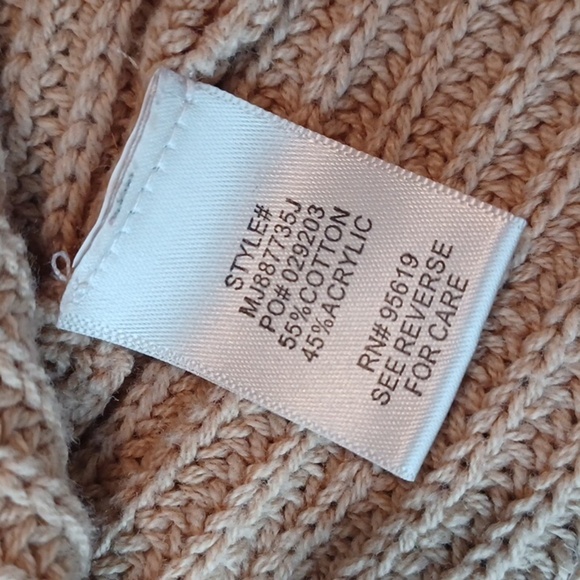 STYLE#
MJ887735J
PO# 029203
55%COTTON
45%ACRYLIC
RN# 95619
SEE REVERSE
FOR CARE